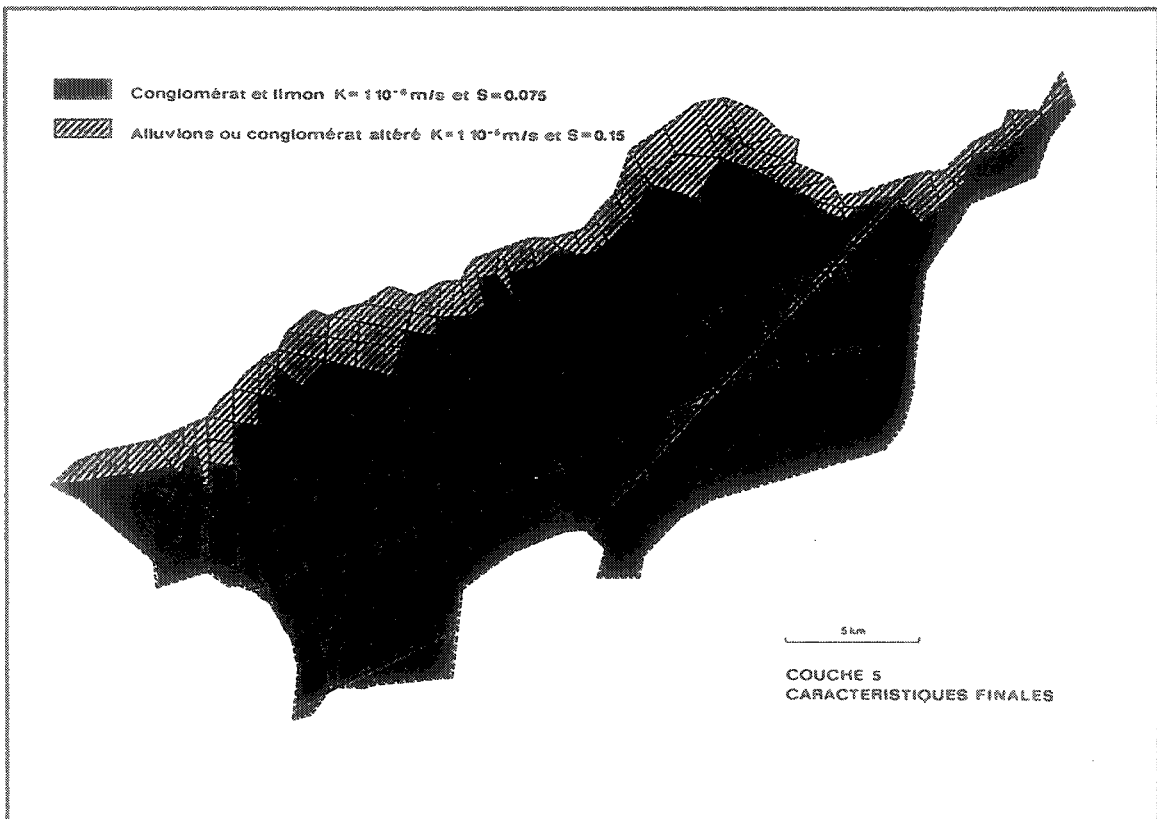 Conglomérat et limon K= 1 10⁻⁶ m/s et S=0.075
Alluvions ou conglomérat altéré K=1 10⁻⁵ m/s et S=0.15
5 km
COUCHE 5
CARACTERISTIQUES FINALES